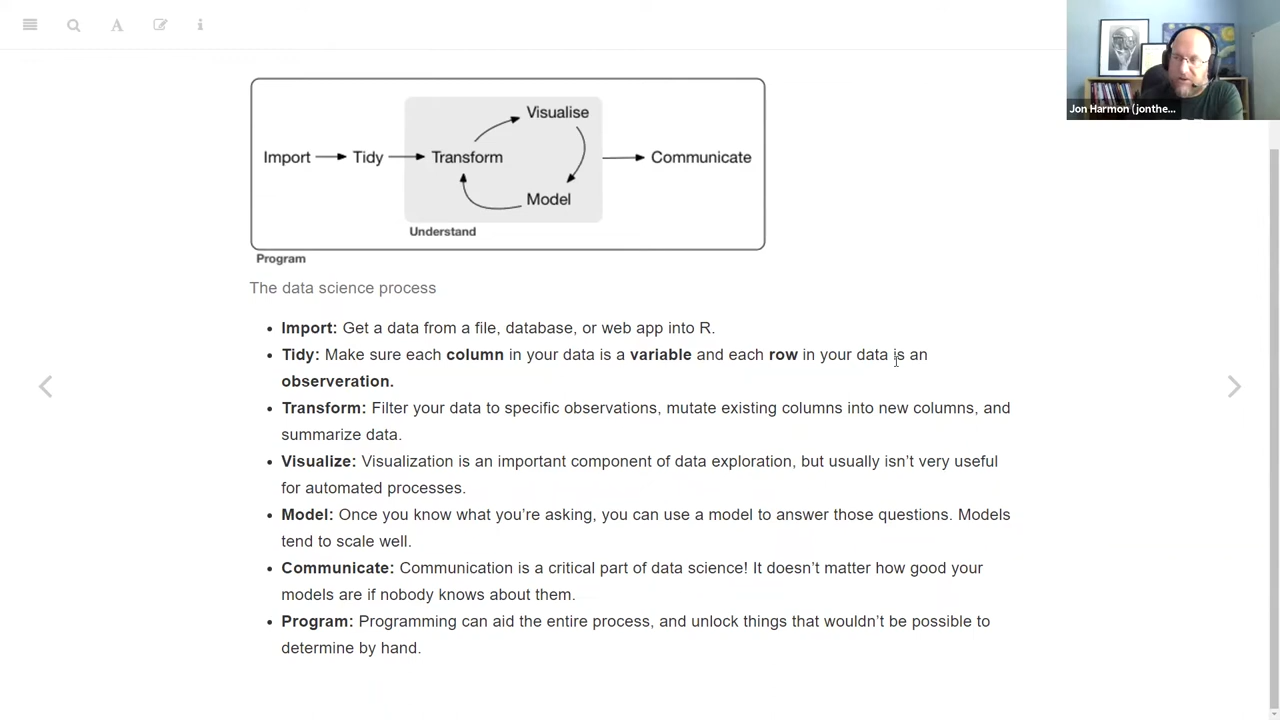 Jon Harmon (jonthe...
Visualise
Import
Tidy
Transform
Communicate
Model
Understand
Program
The data science process
• Import: Get a data from a file, database, or web app into R.
• Tidy: Make sure each column in your data is a variable and each row in your data is an
observeration.
• Transform: Filter your data to specific observations, mutate existing columns into new columns, and
summarize data.
• Visualize: Visualization is an important component of data exploration, but usually isn't very useful
for automated processes.
• Model: Once you know what you're asking, you can use a model to answer those questions. Models
tend to scale well.
• Communicate: Communication is a critical part of data science! It doesn't matter how good your
models are if nobody knows about them.
• Program: Programming can aid the entire process, and unlock things that wouldn't be possible to
determine by hand.